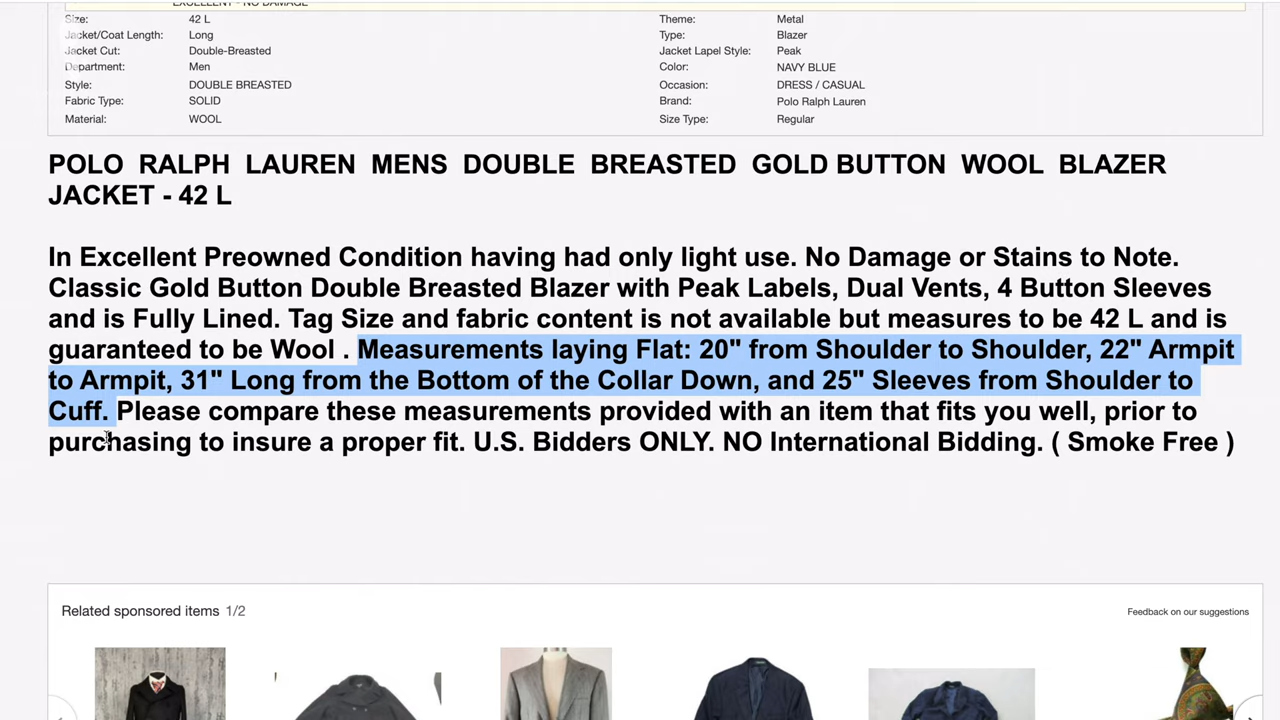 EXCELLENT - NO DAMAGE
Size: 42 L Theme: Metal
Jacket/Coat Length: Long Type: Blazer
Jacket Cut: Double-Breasted Jacket Lapel Style: Peak
Department: Men Color: NAVY BLUE
Style: DOUBLE BREASTED Occasion: DRESS / CASUAL
Fabric Type: SOLID Brand: Polo Ralph Lauren
Material: WOOL Size Type: Regular
POLO RALPH LAUREN MENS DOUBLE BREASTED GOLD BUTTON WOOL BLAZER
JACKET - 42 L
In Excellent Preowned Condition having had only light use. No Damage or Stains to Note.
Classic Gold Button Double Breasted Blazer with Peak Labels, Dual Vents, 4 Button Sleeves
and is Fully Lined. Tag Size and fabric content is not available but measures to be 42 L and is
guaranteed to be Wool . Measurements laying Flat: 20" from Shoulder to Shoulder, 22" Armpit
to Armpit, 31" Long from the Bottom of the Collar Down, and 25" Sleeves from Shoulder to
Cuff. Please compare these measurements provided with an item that fits you well, prior to
purchasing to insure a proper fit. U.S. Bidders ONLY. NO International Bidding. ( Smoke Free )
Related sponsored items 1/2 Feedback on our suggestions